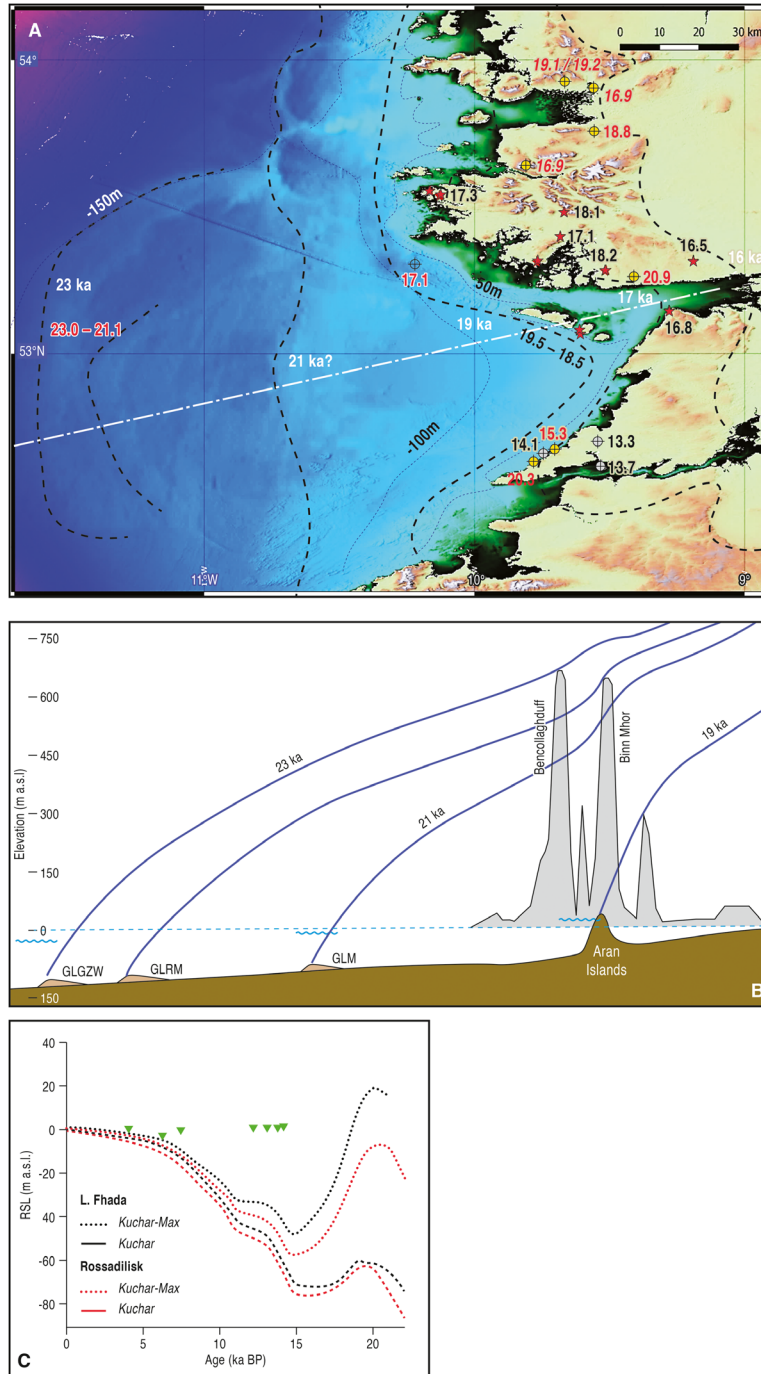 A
0 10 20 30 km
54°
19.1 / 19.2
16.9
18.8
16.9
-150m
17.3
18.1
17.1
18.2
16.5
16 ka
23 ka
17.1
50m
20.9
17 ka
23.0 – 21.1
19 ka
16.8
53°N
21 ka?
19.5 – 18.5
-100m
14.1
15.3
13.3
20.3
13.7
11°W
10°
9°
750
600
450
300
150
0
150
Elevation (m a.s.l.)
23 ka
21 ka
19 ka
Bencollaghduff
Binn Mhor
GLGZW
GLRM
GLM
Aran
Islands
B
40
20
0
-20
-40
-60
-80
RSL (m a.s.l.)
L. Fhada
Kuchar-Max
Kuchar
Rossadilisk
Kuchar-Max
Kuchar
0 5 10 15 20
Age (ka BP)
C